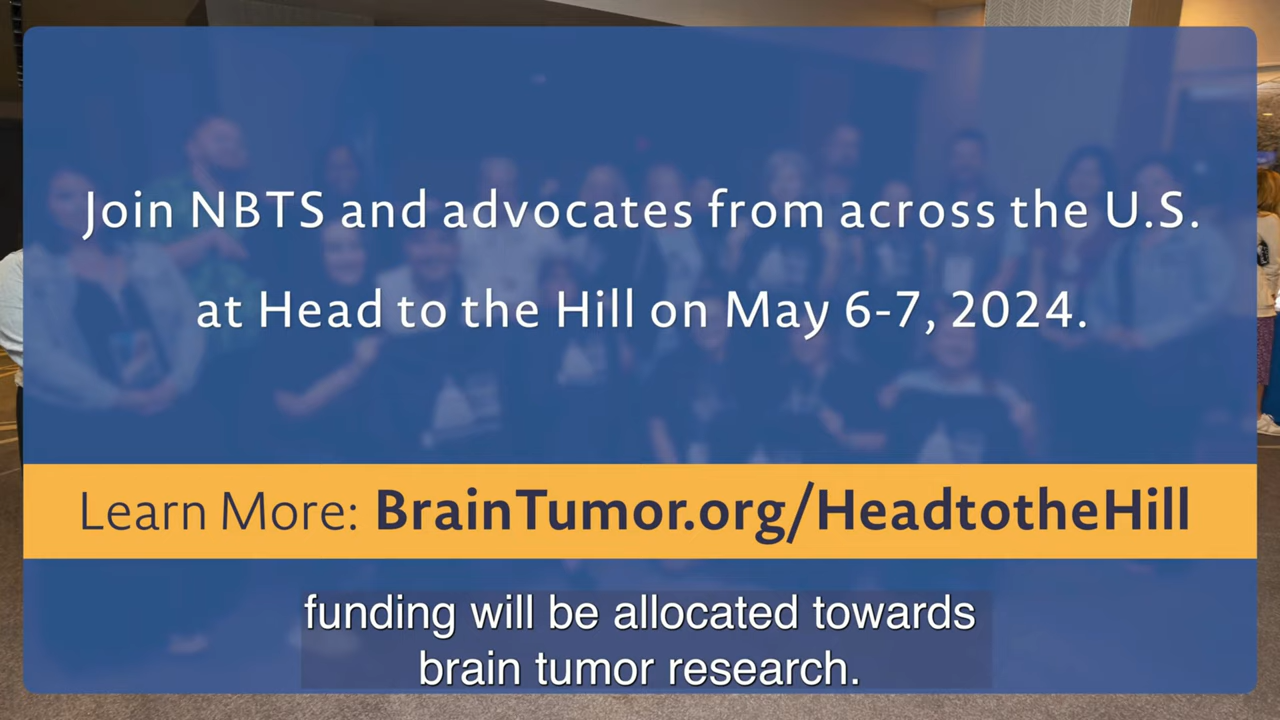 Join NBTS and advocates from across the U.S.
at Head to the Hill on May 6-7, 2024.
Learn More: BrainTumor.org/HeadtotheHill
funding will be allocated towards
brain tumor research.